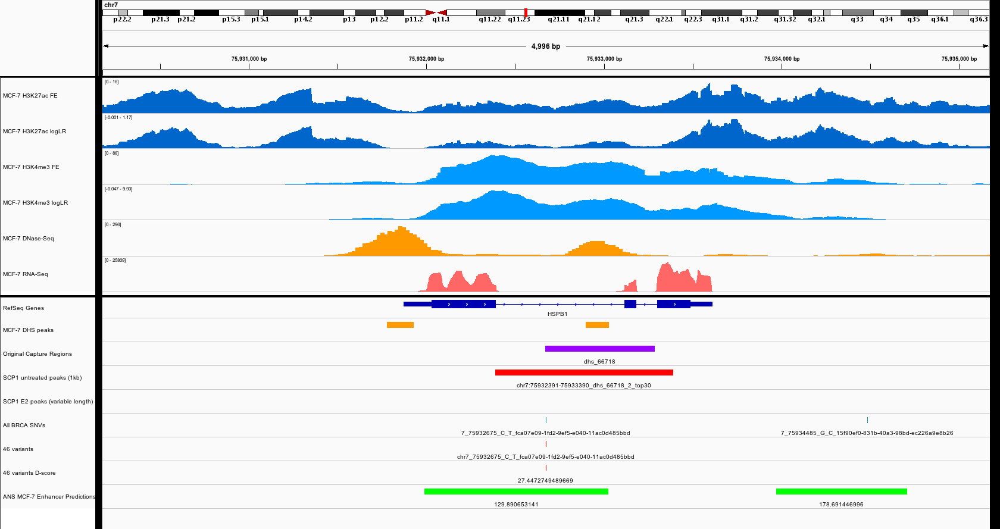 chr7
p22.2 p21.3 p21.2 p15.3 p15.1 p14.2 p13 p12.2 p11.2 q11.1 q11.22 q11.23 q21.11 q21.12 q21.3 q22.1 q22.3 q31.1 q31.2 q31.32 q32.1 q33 q34 q35 q36.1 q36.3
4,996 bp
75,931,000 bp 75,932,000 bp 75,933,000 bp 75,934,000 bp 75,935,000 bp
[0 - 16]
MCF-7 H3K27ac FE
[-0.001 - 1.17]
MCF-7 H3K27ac logLR
[0 - 88]
MCF-7 H3K4me3 FE
[-0.047 - 9.93]
MCF-7 H3K4me3 logLR
[0 - 296]
MCF-7 DNase-Seq
[0 - 25809]
MCF-7 RNA-Seq
RefSeq Genes
HSPB1
MCF-7 DHS peaks
Original Capture Regions
dhs_66718
SCP1 untreated peaks (1kb)
chr7:75932391-75933390_dhs_66718_2_top30
SCP1 E2 peaks (variable length)
All BRCA SNVs
7_75932675_C_T_fca07e09-1fd2-9ef5-e040-11ac0d485bbd 7_75934485_G_C_15f90ef0-831b-40a3-98bd-ec226a9e8b26
46 variants
chr7_75932675_C_T_fca07e09-1fd2-9ef5-e040-11ac0d485bbd
46 variants D-score
27.4472749489669
ANS MCF-7 Enhancer Predictions
129.890653141 178.691446996